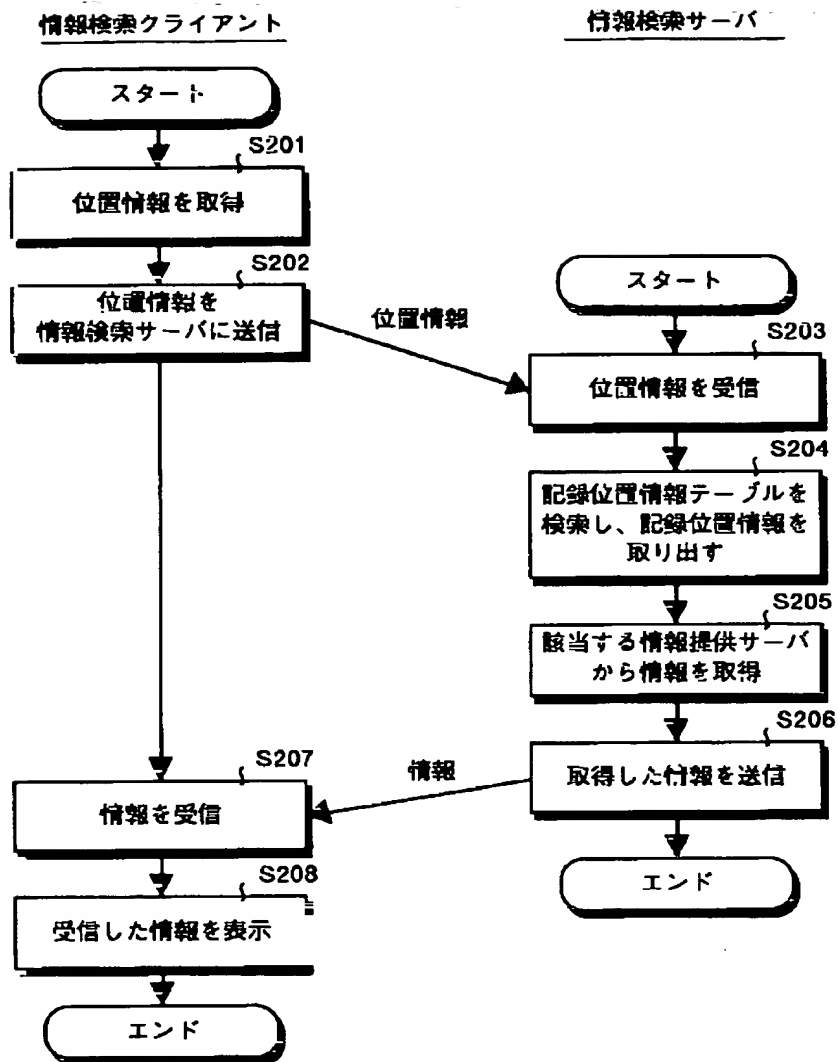 情報検索クライアント
情報検索サーバ
スタート
S201
位置情報を取得
S202
位置情報を
情報検索サーバに送信
位置情報
スタート
S203
位置情報を受信
S204
記録位置情報テーブルを
検索し、記録位置情報を
取り出す
S205
該当する情報提供サーバ
から情報を取得
S206
取得した情報を送信
情報
S207
情報を受信
エンド
S208
受信した情報を表示
エンド